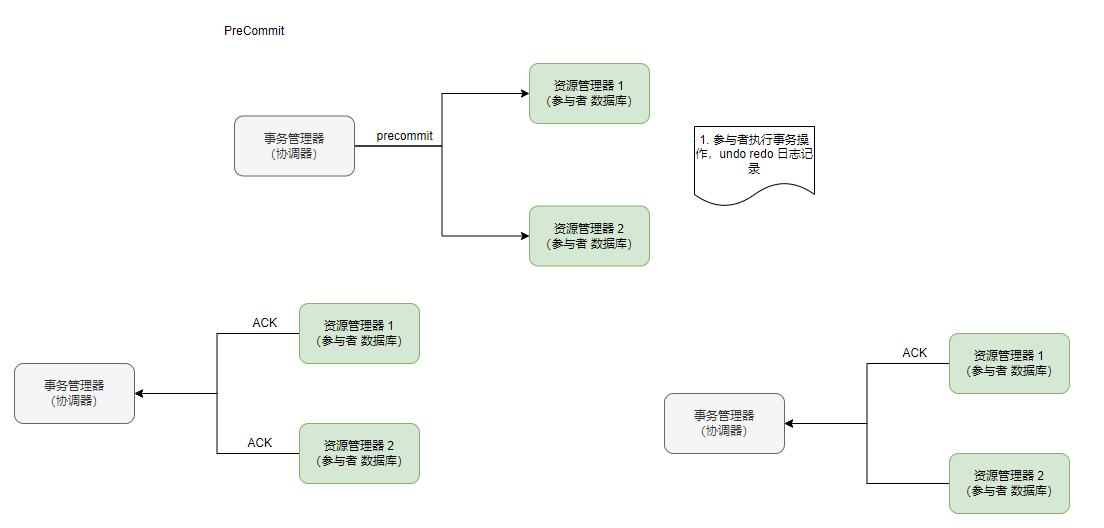 PreCommit
资源管理器 1
（参与者 数据库）
事务管理器
（协调器）
precommit
1. 参与者执行事务操
作，undo redo 日志记
录
资源管理器 2
（参与者 数据库）
ACK
资源管理器 1
（参与者 数据库）
事务管理器
（协调器）
ACK
资源管理器 2
（参与者 数据库）
ACK
资源管理器 1
（参与者 数据库）
事务管理器
（协调器）
资源管理器 2
（参与者 数据库）